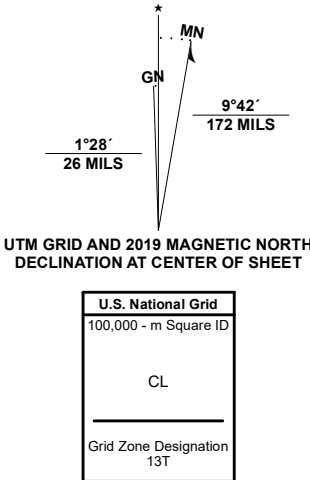 ★
MN
GN
9°42´
172 MILS
1°28´
26 MILS
UTM GRID AND 2019 MAGNETIC NORTH
DECLINATION AT CENTER OF SHEET
U.S. National Grid
100,000 - m Square ID
CL
Grid Zone Designation
13T